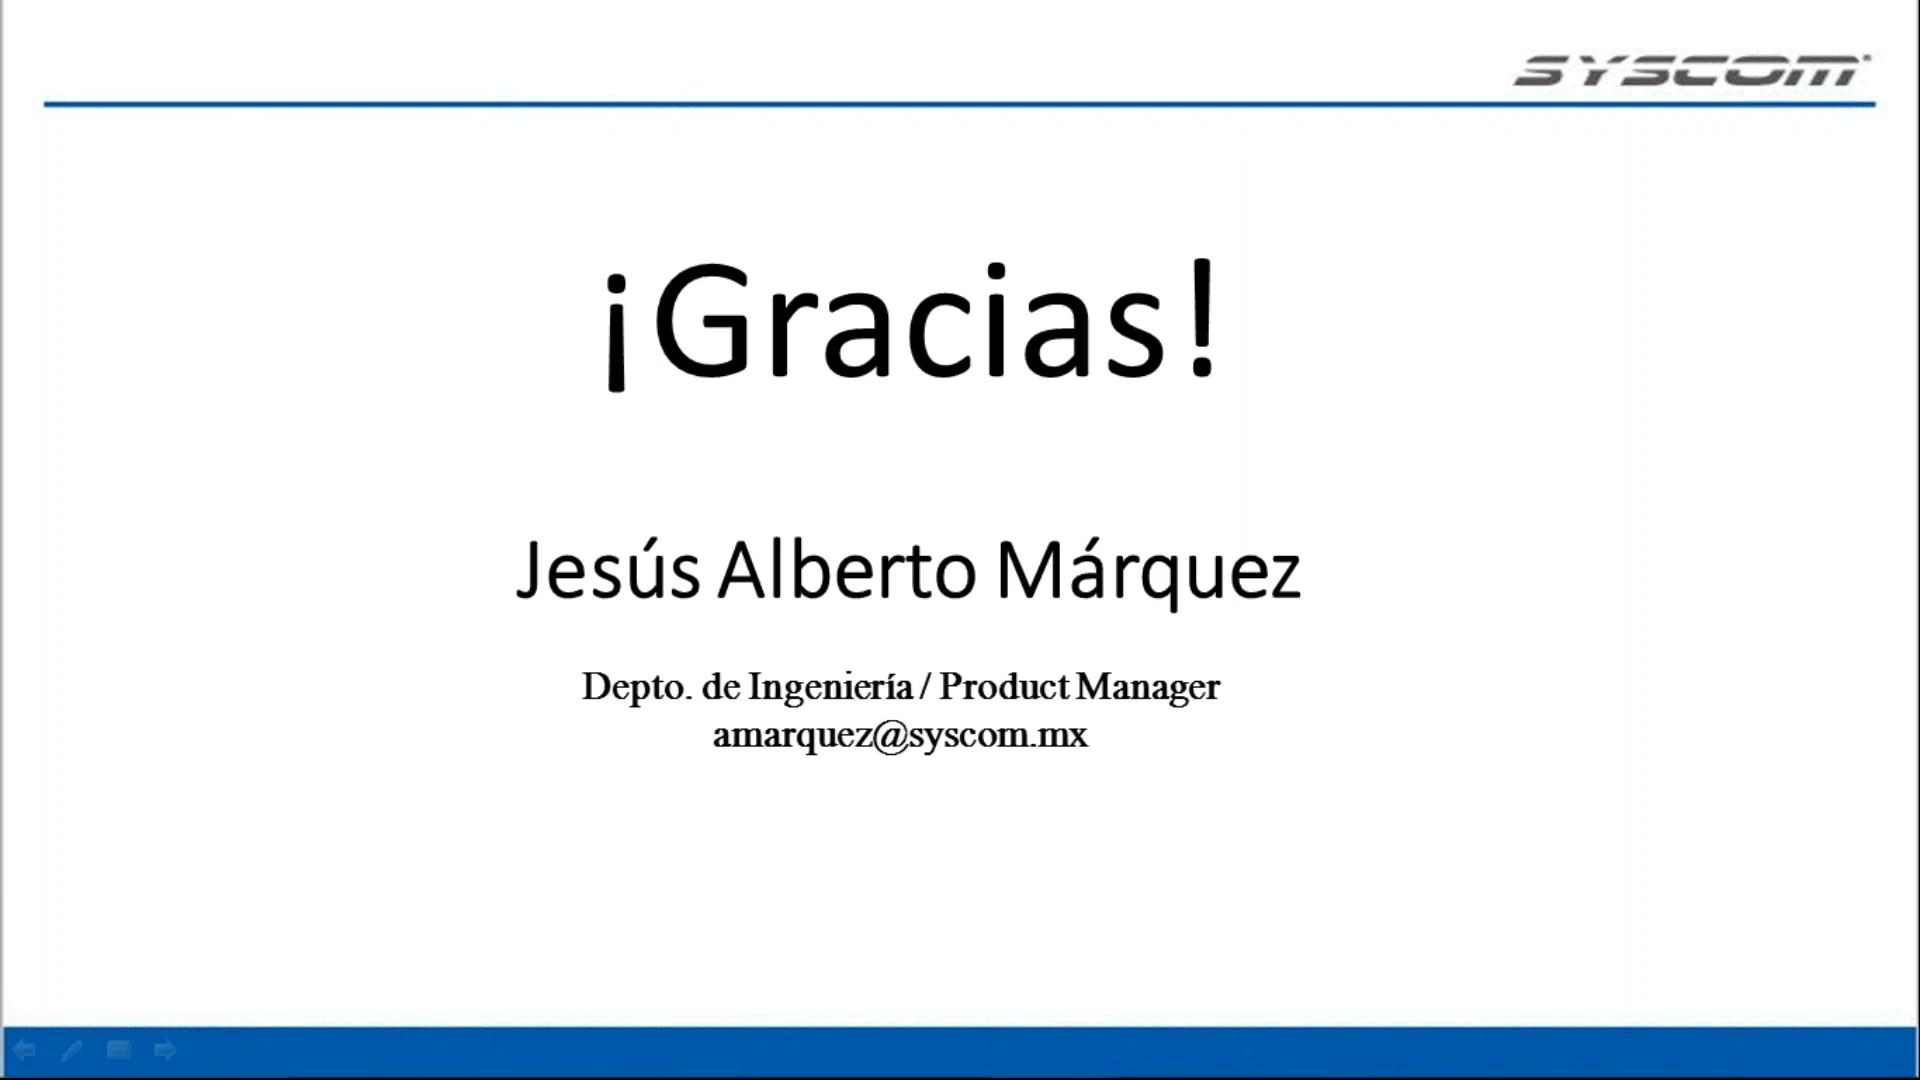 SYSCOM
¡Gracias!
Jesús Alberto Márquez
Depto. de Ingeniería / Product Manager
amarquez@syscom.mx